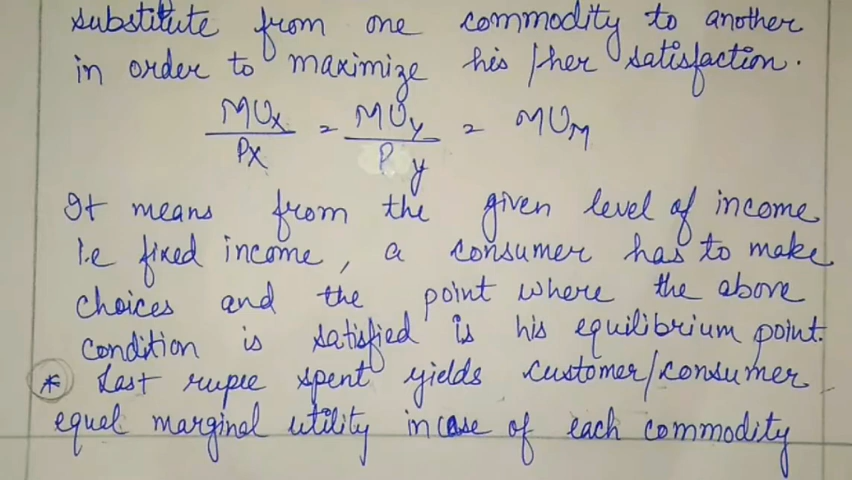 substitute from one commodity to another
in order to maximize his/her satisfaction.
MUx/Px = MUy/Py = MUM
It means from the given level of income
i.e fixed income, a consumer has to make
choices and the point where the above
condition is satisfied is his equilibrium point.
* Last rupee spent yields customer/consumer
equal marginal utility incase of each commodity